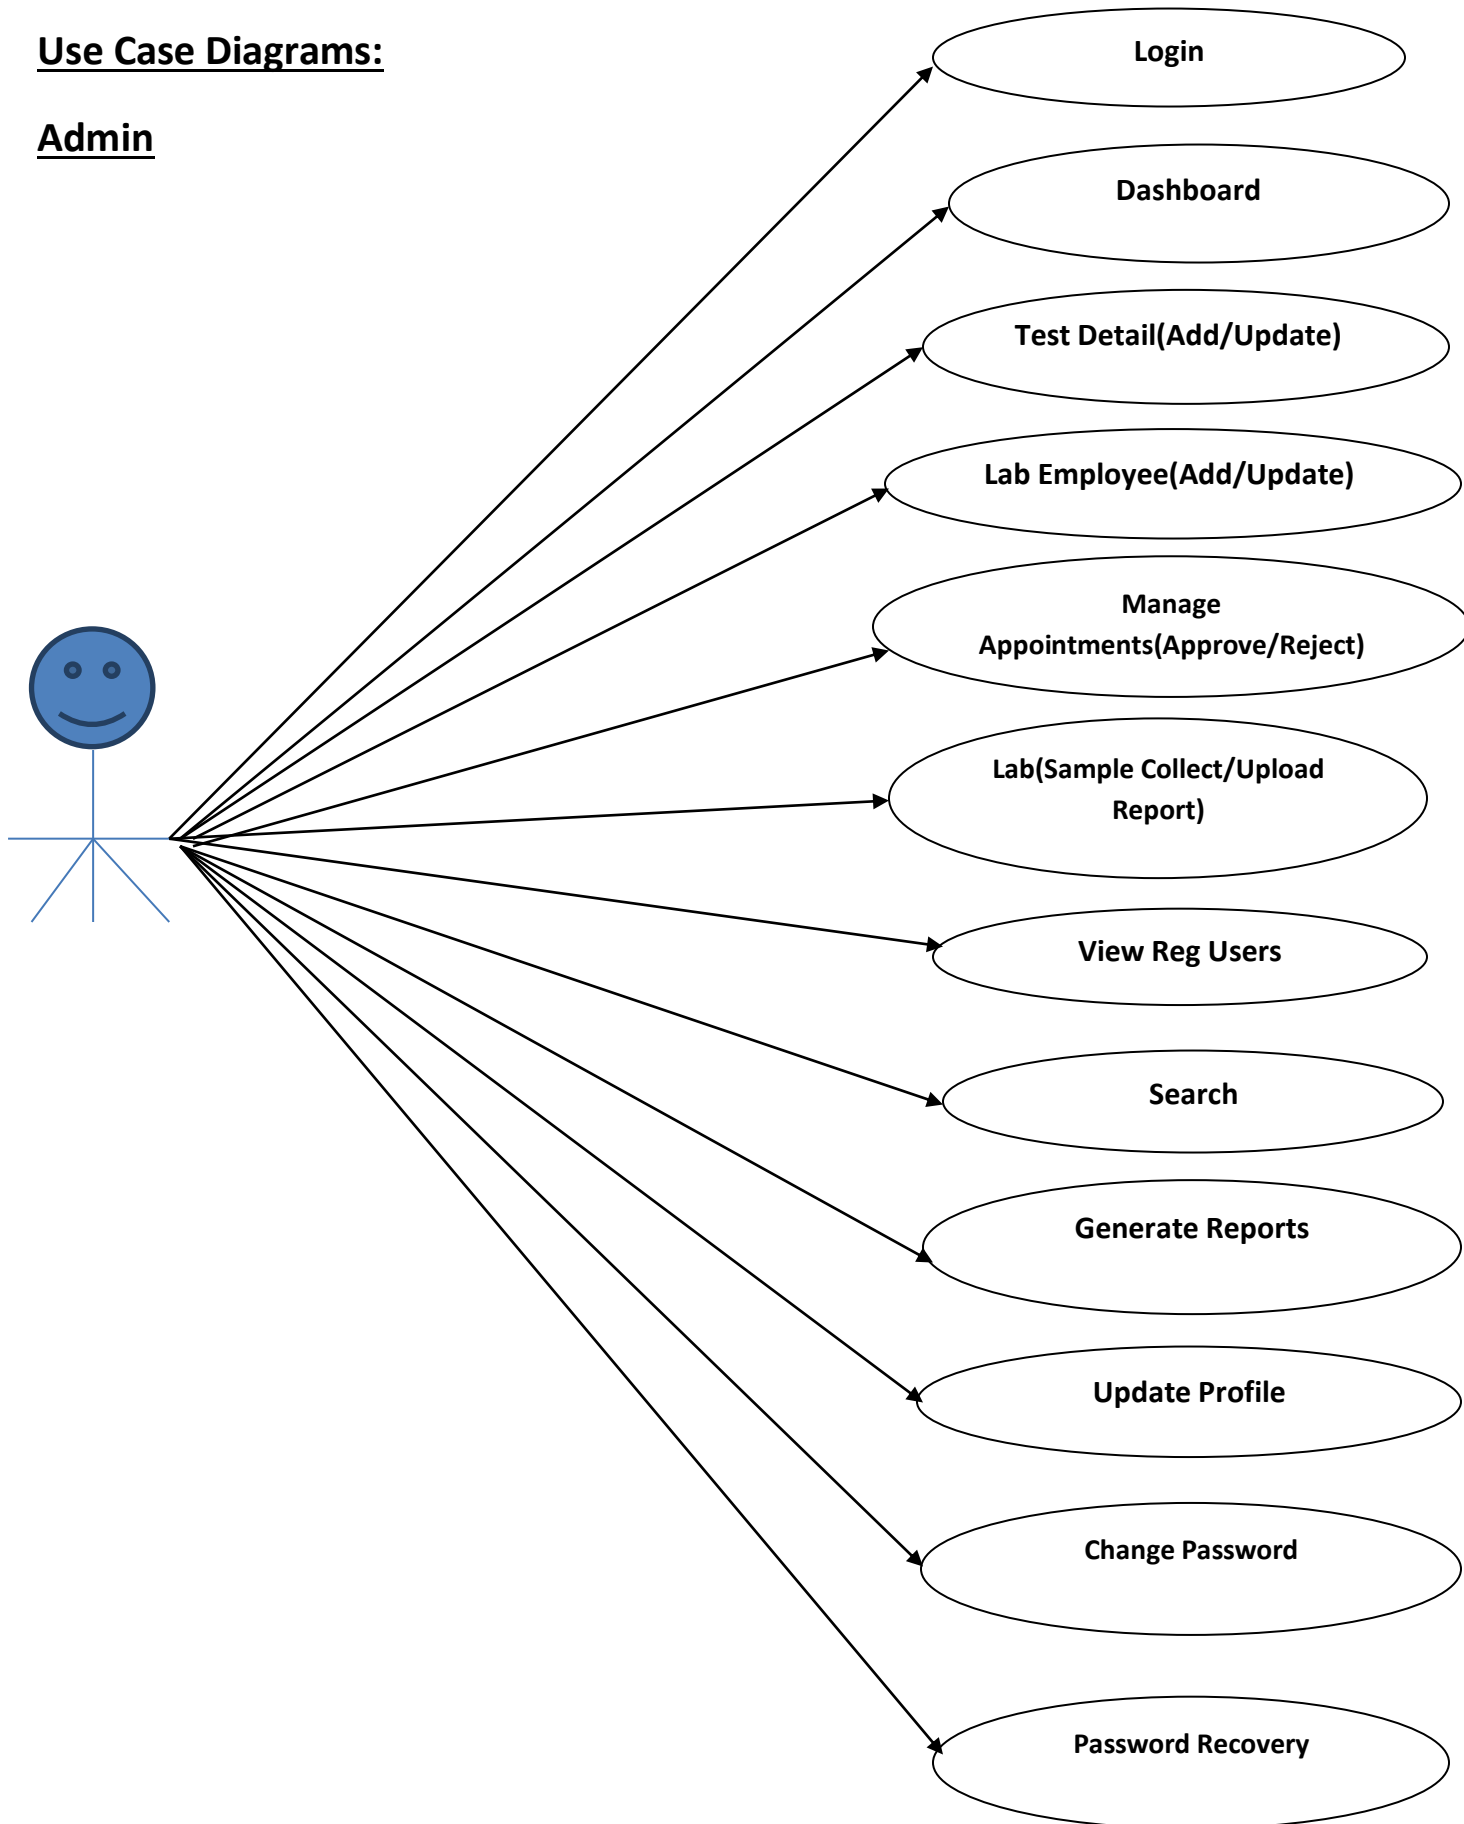 Use Case Diagrams:
Admin
Login
Dashboard
Test Detail(Add/Update)
Lab Employee(Add/Update)
Manage
Appointments(Approve/Reject)
Lab(Sample Collect/Upload
Report)
View Reg Users
Search
Generate Reports
Update Profile
Change Password
Password Recovery